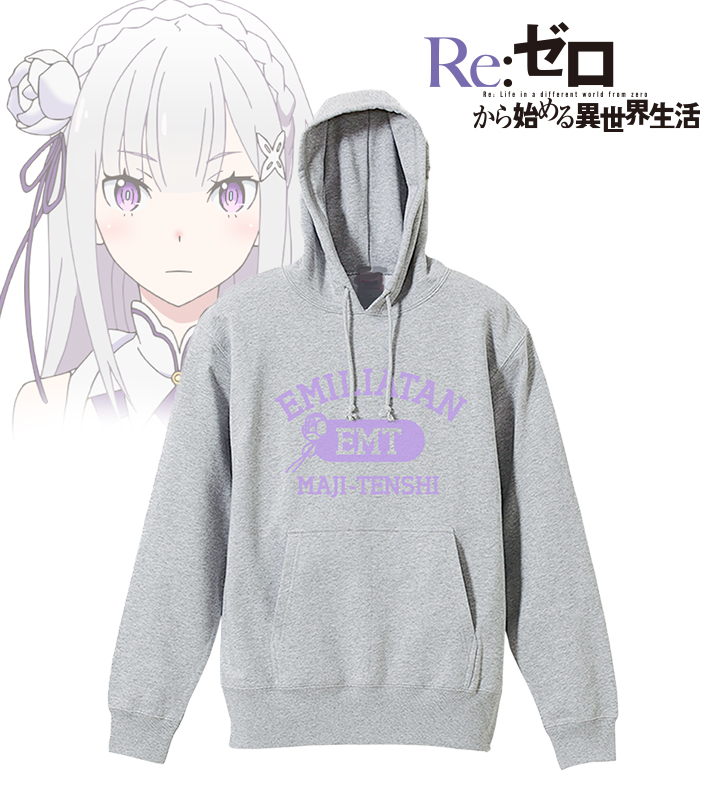 Re:ゼロ
Re: Life in a different world from zero
から始める異世界生活
EMILIATAN
EMT
MAJI-TENSHI